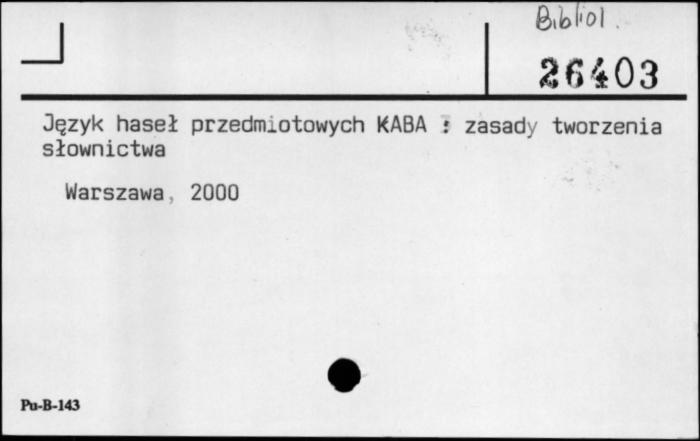 Bibliol.
26403
Język haseł przedmiotowych KABA : zasady tworzenia
słownictwa
Warszawa, 2000
Pu-B-143